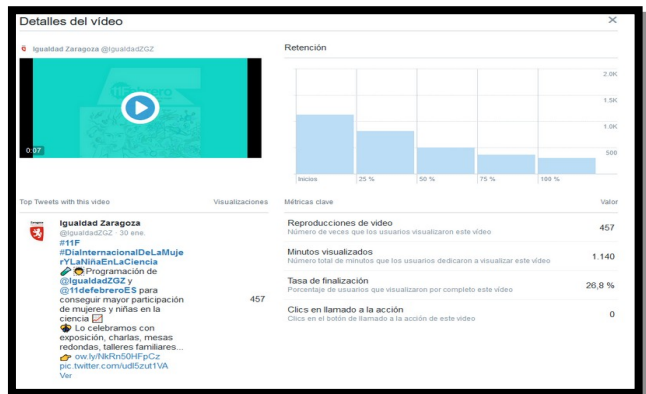 Detalles del vídeo
Igualdad Zaragoza @IgualdadZGZ
11Febrero
0:07
Retención
2.0K
1.5K
1.0K
500
Inicios
25 %
50 %
75 %
100 %
Top Tweets with this video
Visualizaciones
Igualdad Zaragoza
@IgualdadZGZ · 30 ene.
#11F
#DíaInternacionalDeLaMuje
rYLaNiñaEnLaCiencia
Programación de
@IgualdadZGZ y
@11defebreroES para
conseguir mayor participación
de mujeres y niñas en la
ciencia
Lo celebramos con
exposición, charlas, mesas
redondas, talleres familiares...
ow.ly/NkRn50HFpCz
pic.twitter.com/udl5zut1VA
Ver
457
Métricas clave
Valor
Reproducciones de video
Número de veces que los usuarios visualizaron este vídeo
457
Minutos visualizados
Número total de minutos que los usuarios dedicaron a visualizar este vídeo
1.140
Tasa de finalización
Porcentaje de usuarios que visualizaron por completo este vídeo
26,8 %
Clics en llamado a la acción
Clics en el botón de llamado a la acción de este video
0